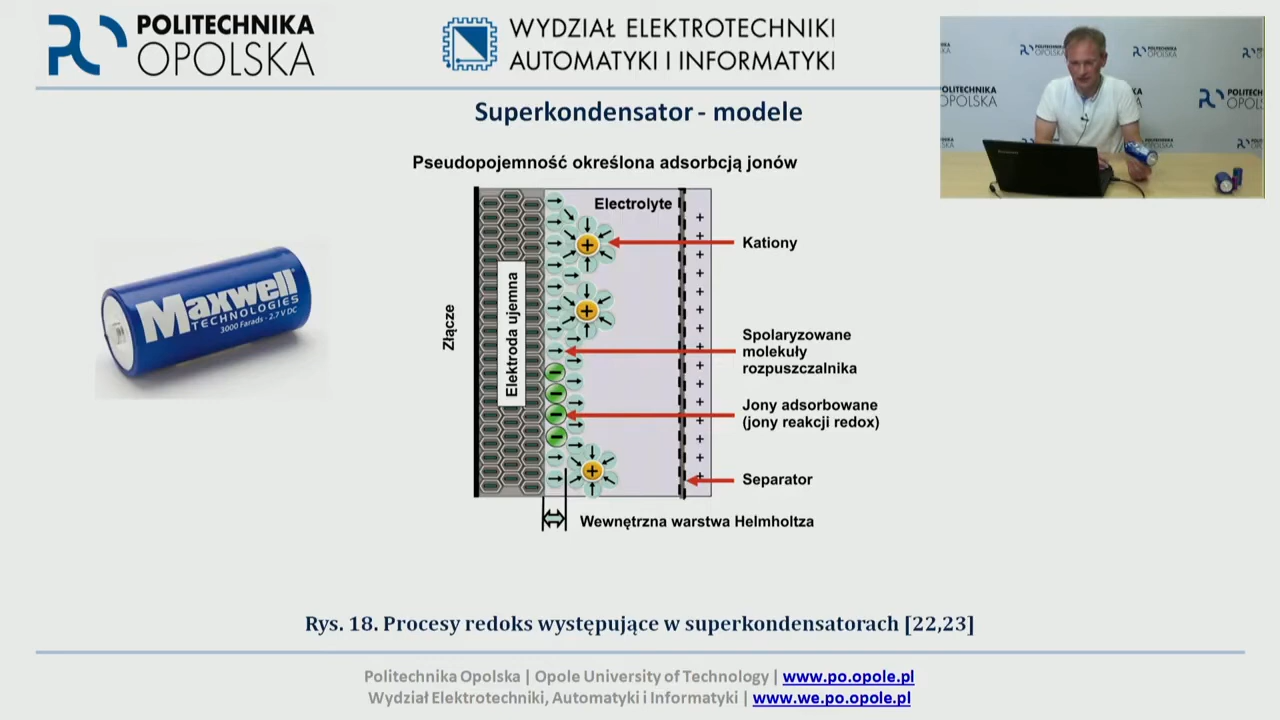 POLITECHNIKA
OPOLSKA
WYDZIAŁ ELEKTROTECHNIKI
AUTOMATYKI I INFORMATYKI
Superkondensator - modele
Pseudopojemność określona adsorbcją jonów
Electrolyte
Kationy
Elektroda ujemna
Złącze
Spolaryzowane
molekuły
rozpuszczalnika
Jony adsorbowane
(jony reakcji redox)
Separator
Wewnętrzna warstwa Helmholtza
Maxwell
TECHNOLOGIES
3000 Farads - 2.7 V DC
Rys. 18. Procesy redoks występujące w superkondensatorach [22,23]
Politechnika Opolska | Opole University of Technology | www.po.opole.pl
Wydział Elektrotechniki, Automatyki i Informatyki | www.we.po.opole.pl